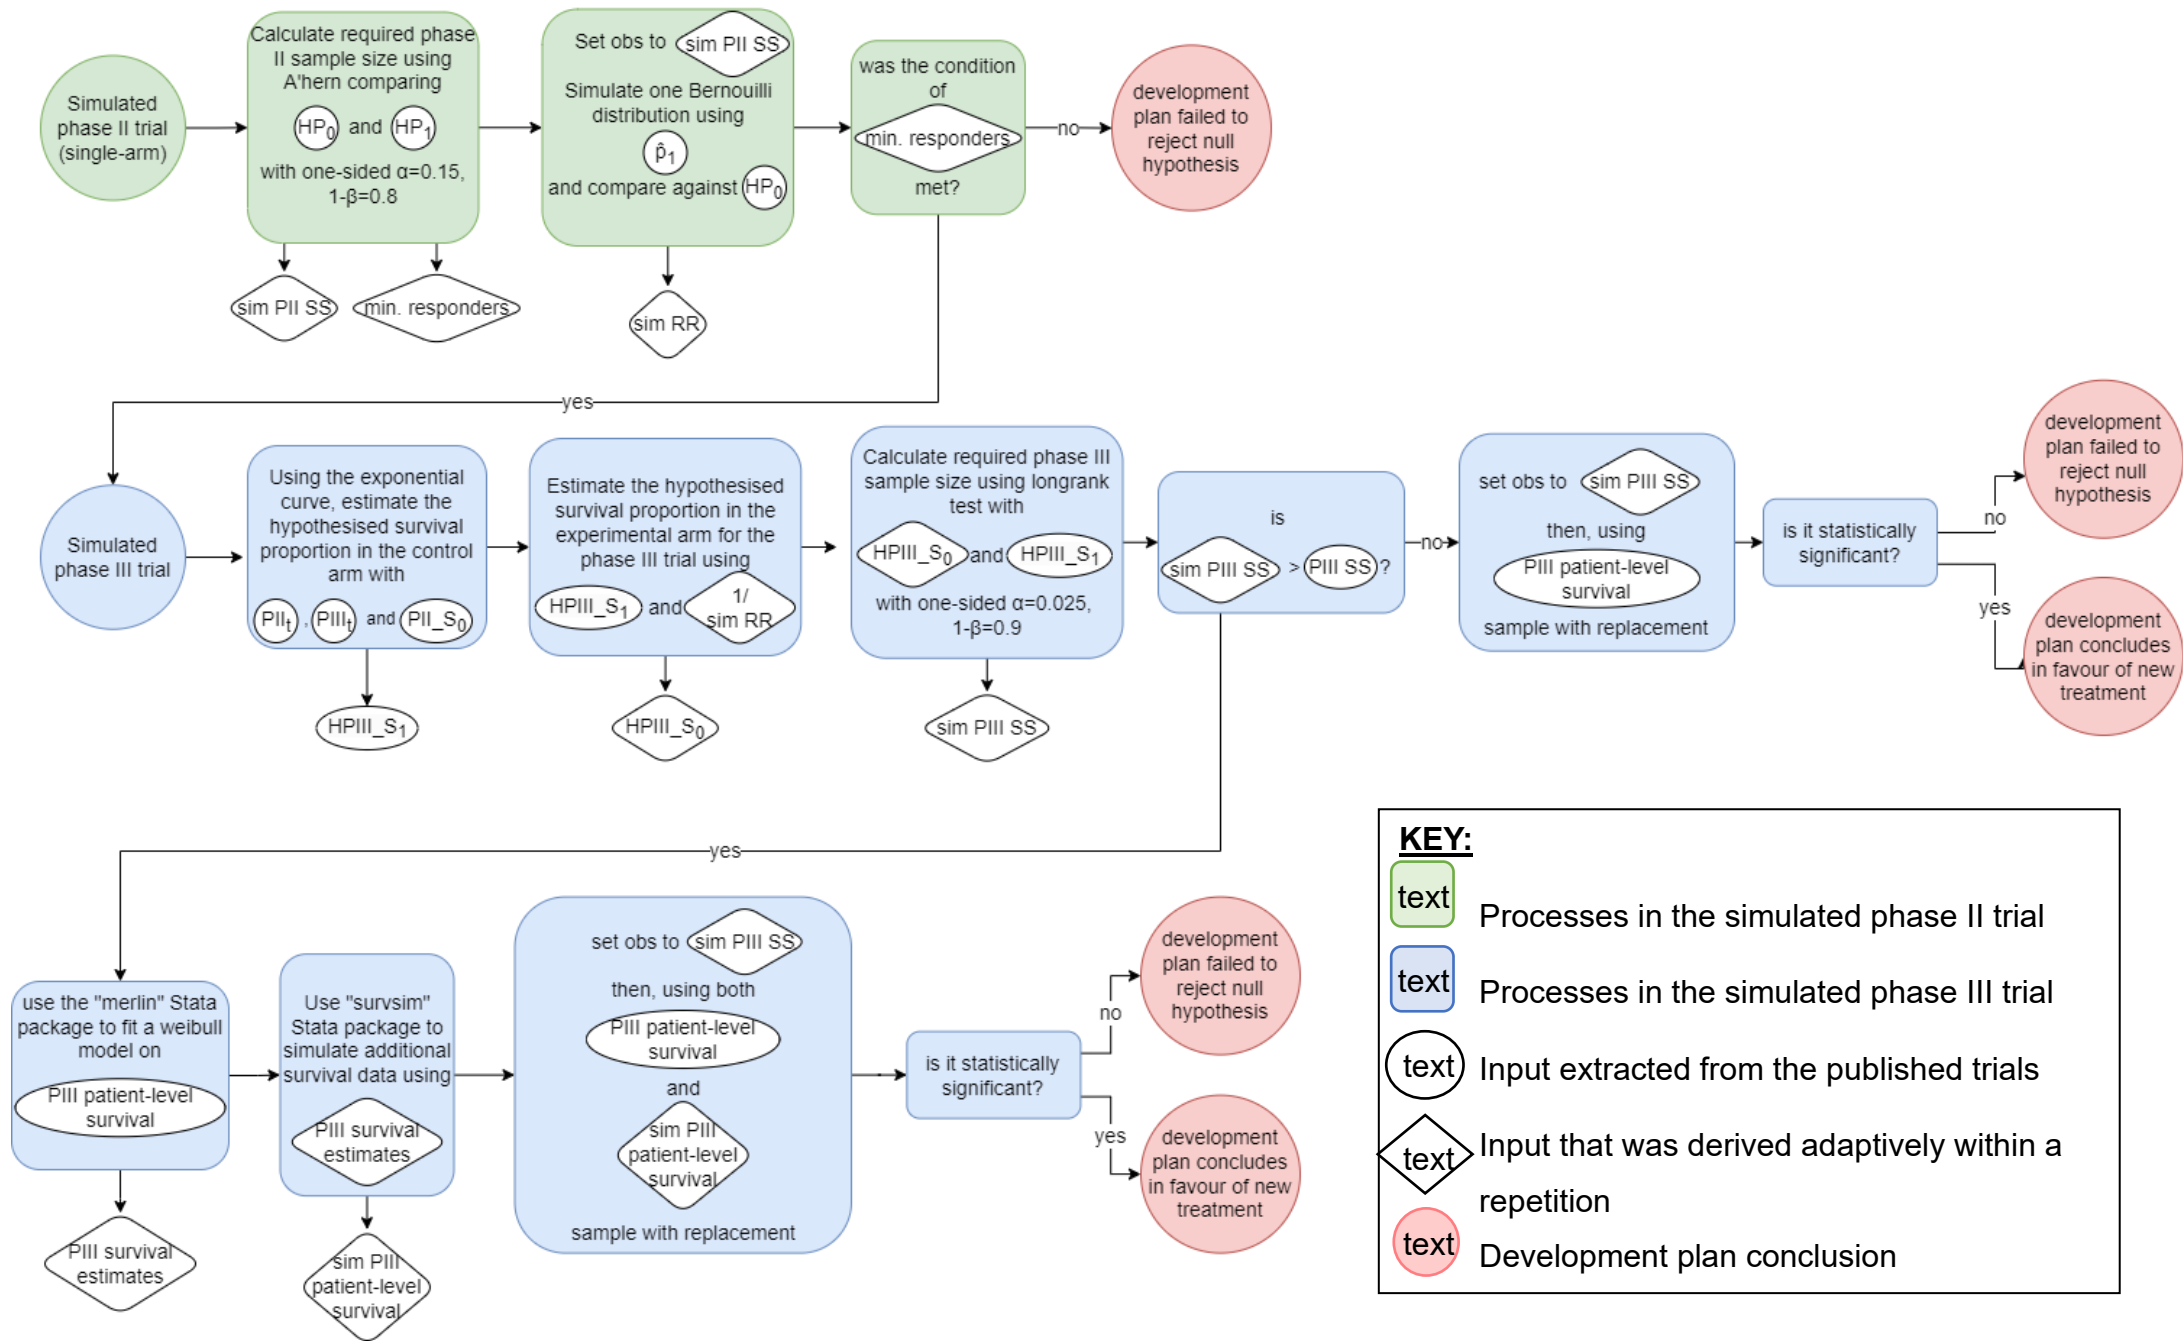 Simulated
phase II trial
(single-arm)
Calculate required phase
II sample size using
A'hern comparing
HP0 and HP1
with one-sided α=0.15,
1-β=0.8
sim PII SS
min. responders
Set obs to sim PII SS
Simulate one Bernouilli
distribution using
p̂1
and compare against HP0
sim RR
was the condition
of
min. responders
met?
no
development
plan failed to
reject null
hypothesis
yes
Simulated
phase III trial
Using the exponential
curve, estimate the
hypothesised survival
proportion in the control
arm with
PIIt , PIIIt and PII_S0
HPIII_S1
Estimate the hypothesised
survival proportion in the
experimental arm for the
phase III trial using
HPIII_S1 and 1/
sim RR
HPIII_S0
Calculate required phase III
sample size using longrank
test with
HPIII_S0 and HPIII_S1
with one-sided α=0.025,
1-β=0.9
sim PIII SS
is
sim PIII SS > PIII SS ?
no
set obs to sim PIII SS
then, using
PIII patient-level
survival
sample with replacement
is it statistically
significant?
no
development
plan failed to
reject null
hypothesis
yes
development
plan concludes
in favour of new
treatment
yes
use the "merlin" Stata
package to fit a weibull
model on
PIII patient-level
survival
PIII survival
estimates
Use "survsim"
Stata package to
simulate additional
survival data using
PIII survival
estimates
sim PIII
patient-level
survival
set obs to sim PIII SS
then, using both
PIII patient-level
survival
and
sim PIII
patient-level
survival
sample with replacement
is it statistically
significant?
no
development
plan failed to
reject null
hypothesis
yes
development
plan concludes
in favour of new
treatment
KEY:
text Processes in the simulated phase II trial
text Processes in the simulated phase III trial
text Input extracted from the published trials
text Input that was derived adaptively within a
repetition
text Development plan conclusion